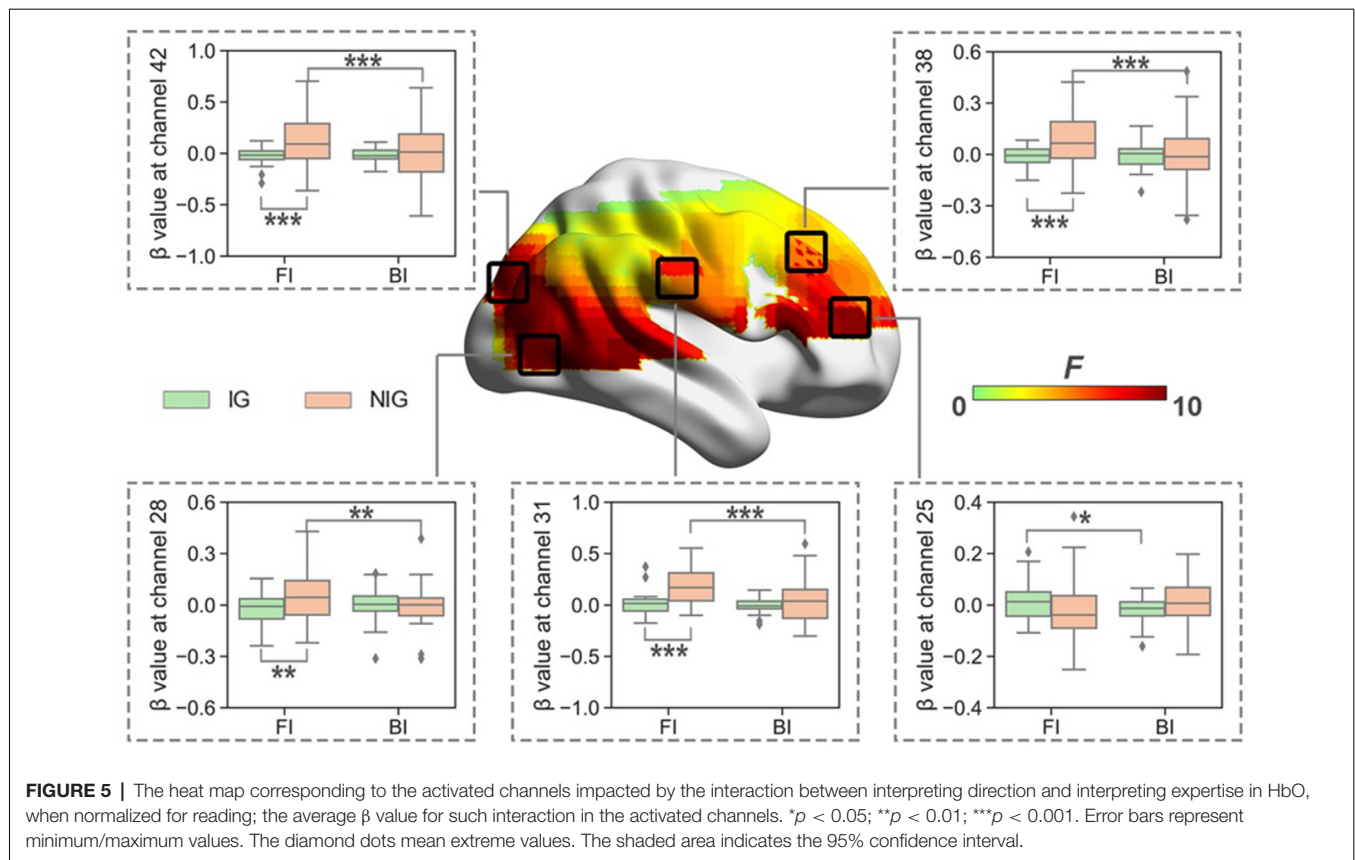 β value at channel 42
1.0
0.5
0.0
−0.5
−1.0
***
***
FI
BI
β value at channel 38
0.6
0.3
0.0
−0.3
−0.6
***
***
FI
BI
IG
NIG
F
0
10
β value at channel 28
0.6
0.3
0.0
−0.3
−0.6
**
**
FI
BI
β value at channel 31
1.0
0.5
0.0
−0.5
−1.0
***
***
FI
BI
β value at channel 25
0.4
0.2
0.0
−0.2
−0.4
*
FI
BI
FIGURE 5 | The heat map corresponding to the activated channels impacted by the interaction between interpreting direction and interpreting expertise in HbO,
when normalized for reading; the average β value for such interaction in the activated channels. *p < 0.05; **p < 0.01; ***p < 0.001. Error bars represent
minimum/maximum values. The diamond dots mean extreme values. The shaded area indicates the 95% confidence interval.